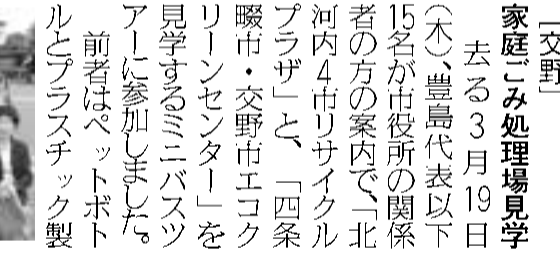 ［交野］
家庭ごみ処理場見学
去る3月19日
（木）、豊島代表以下
15名が市役所の関係
者の方の案内で、「北
河内4市リサイクル
プラザ」と、「四条
畷市・交野市エコク
リーンセンター」を
見学するミニバスツ
アーに参加しました。
前者はペットボト
ルとプラスチック製